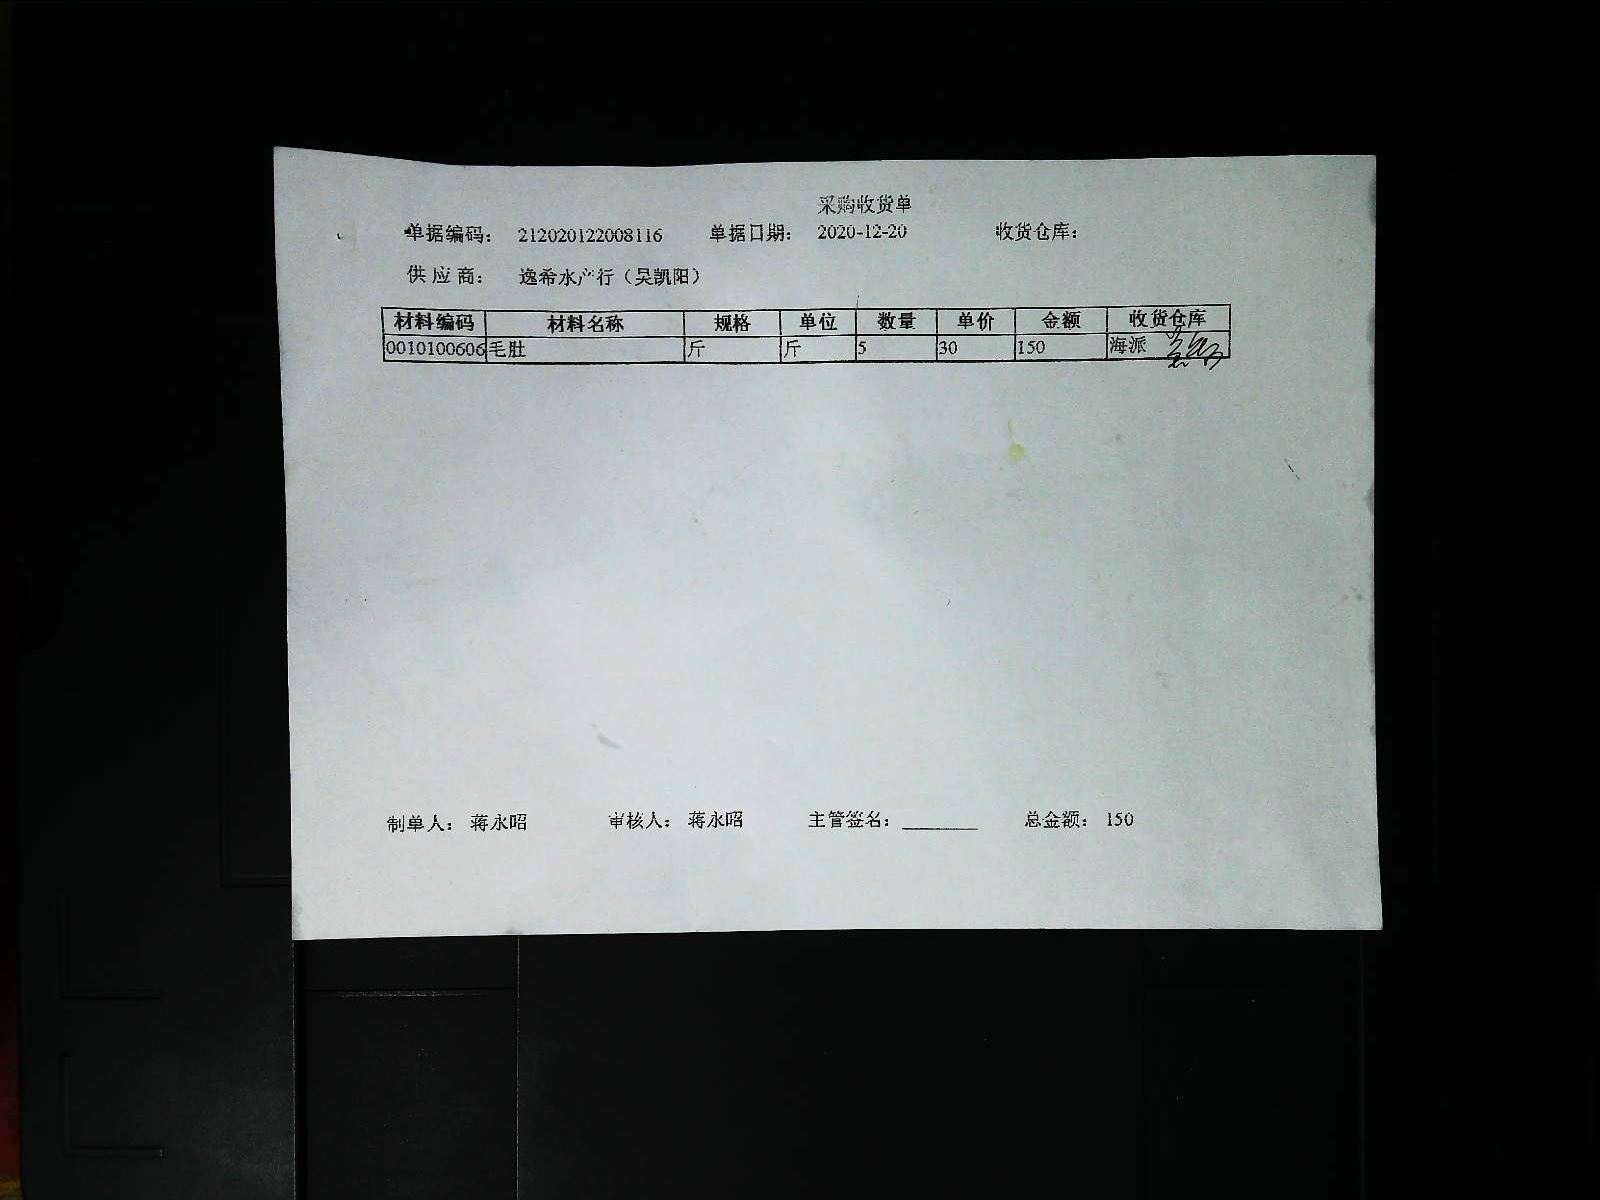 采购收货单
单据编码： 212020122008116 单据日期： 2020-12-20 收货仓库：
供 应 商： 逸希水产行（吴凯阳）
材料编码 材料名称 规格 单位 数量 单价 金额 收货仓库
0010100606 毛肚 斤 斤 5 30 150 海派
制单人： 蒋永昭 审核人： 蒋永昭 主管签名：________ 总金额： 150